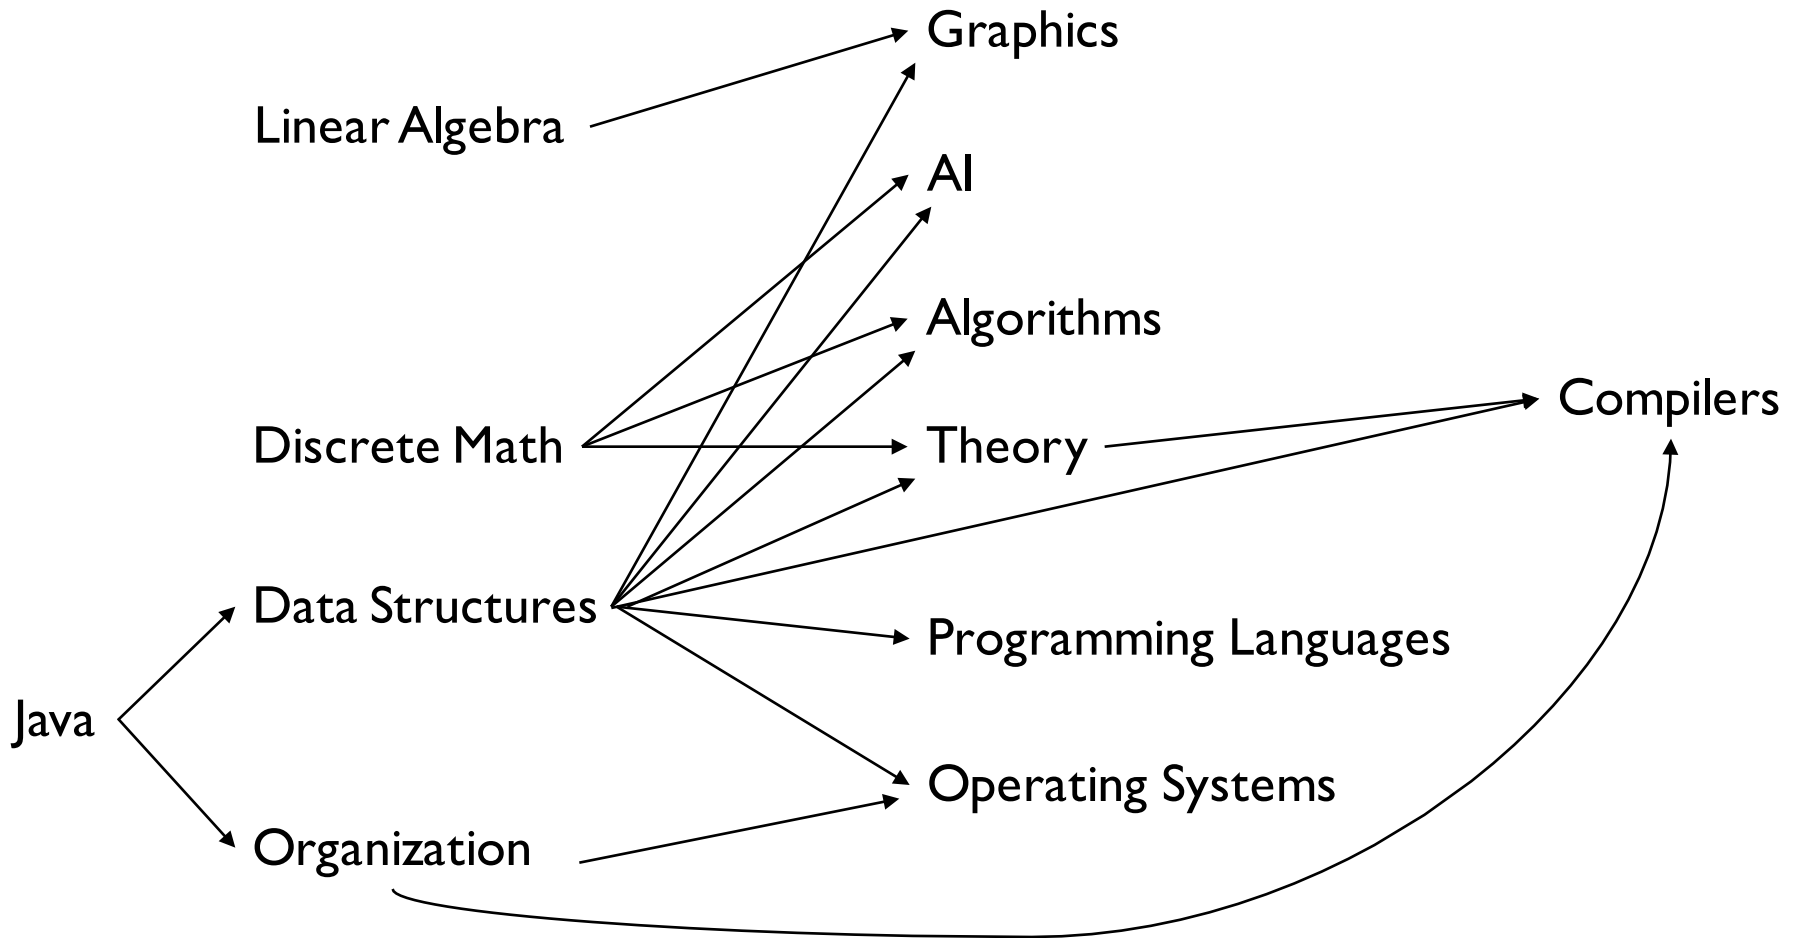 Graphics
Linear Algebra
AI
Algorithms
Compilers
Discrete Math
Theory
Data Structures
Programming Languages
Java
Operating Systems
Organization